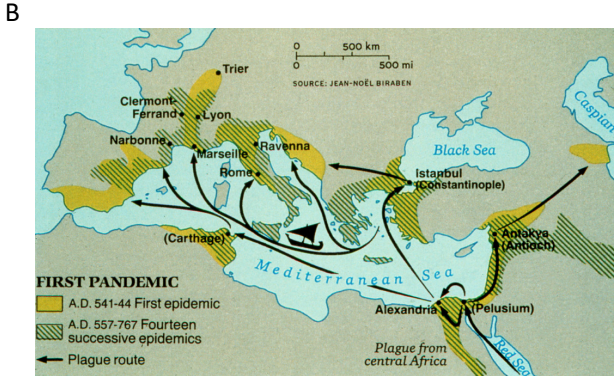 B
0 500 km
0 500 mi
SOURCE: JEAN-NOËL BIRABEN
Trier
Clermont-
Ferrand
Lyon
Narbonne
Marseille
Ravenna
Rome
Black Sea
Caspian
Istanbul
(Constantinople)
(Carthage)
Antakya
(Antioch)
Mediterranean Sea
Alexandria
(Pelusium)
Red Sea
Plague from
central Africa
FIRST PANDEMIC
A.D. 541-44 First epidemic
A.D. 557-767 Fourteen
successive epidemics
Plague route